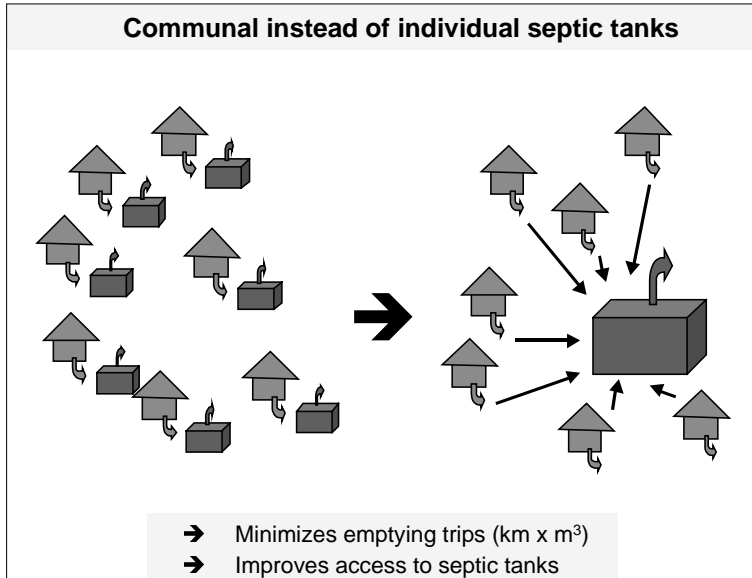 Communal instead of individual septic tanks
➔ Minimizes emptying trips (km x m³)
➔ Improves access to septic tanks